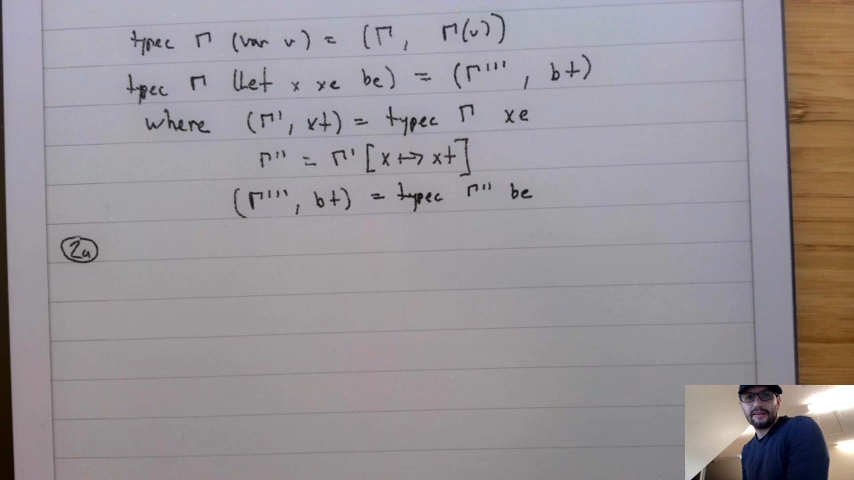 typec Γ (var v) = (Γ, Γ(v))
typec Γ (Let x xe be) = (Γ''', bt)
where (Γ', xt) = typec Γ xe
Γ'' = Γ' [x ↦ xt]
(Γ''', bt) = typec Γ'' be
2a